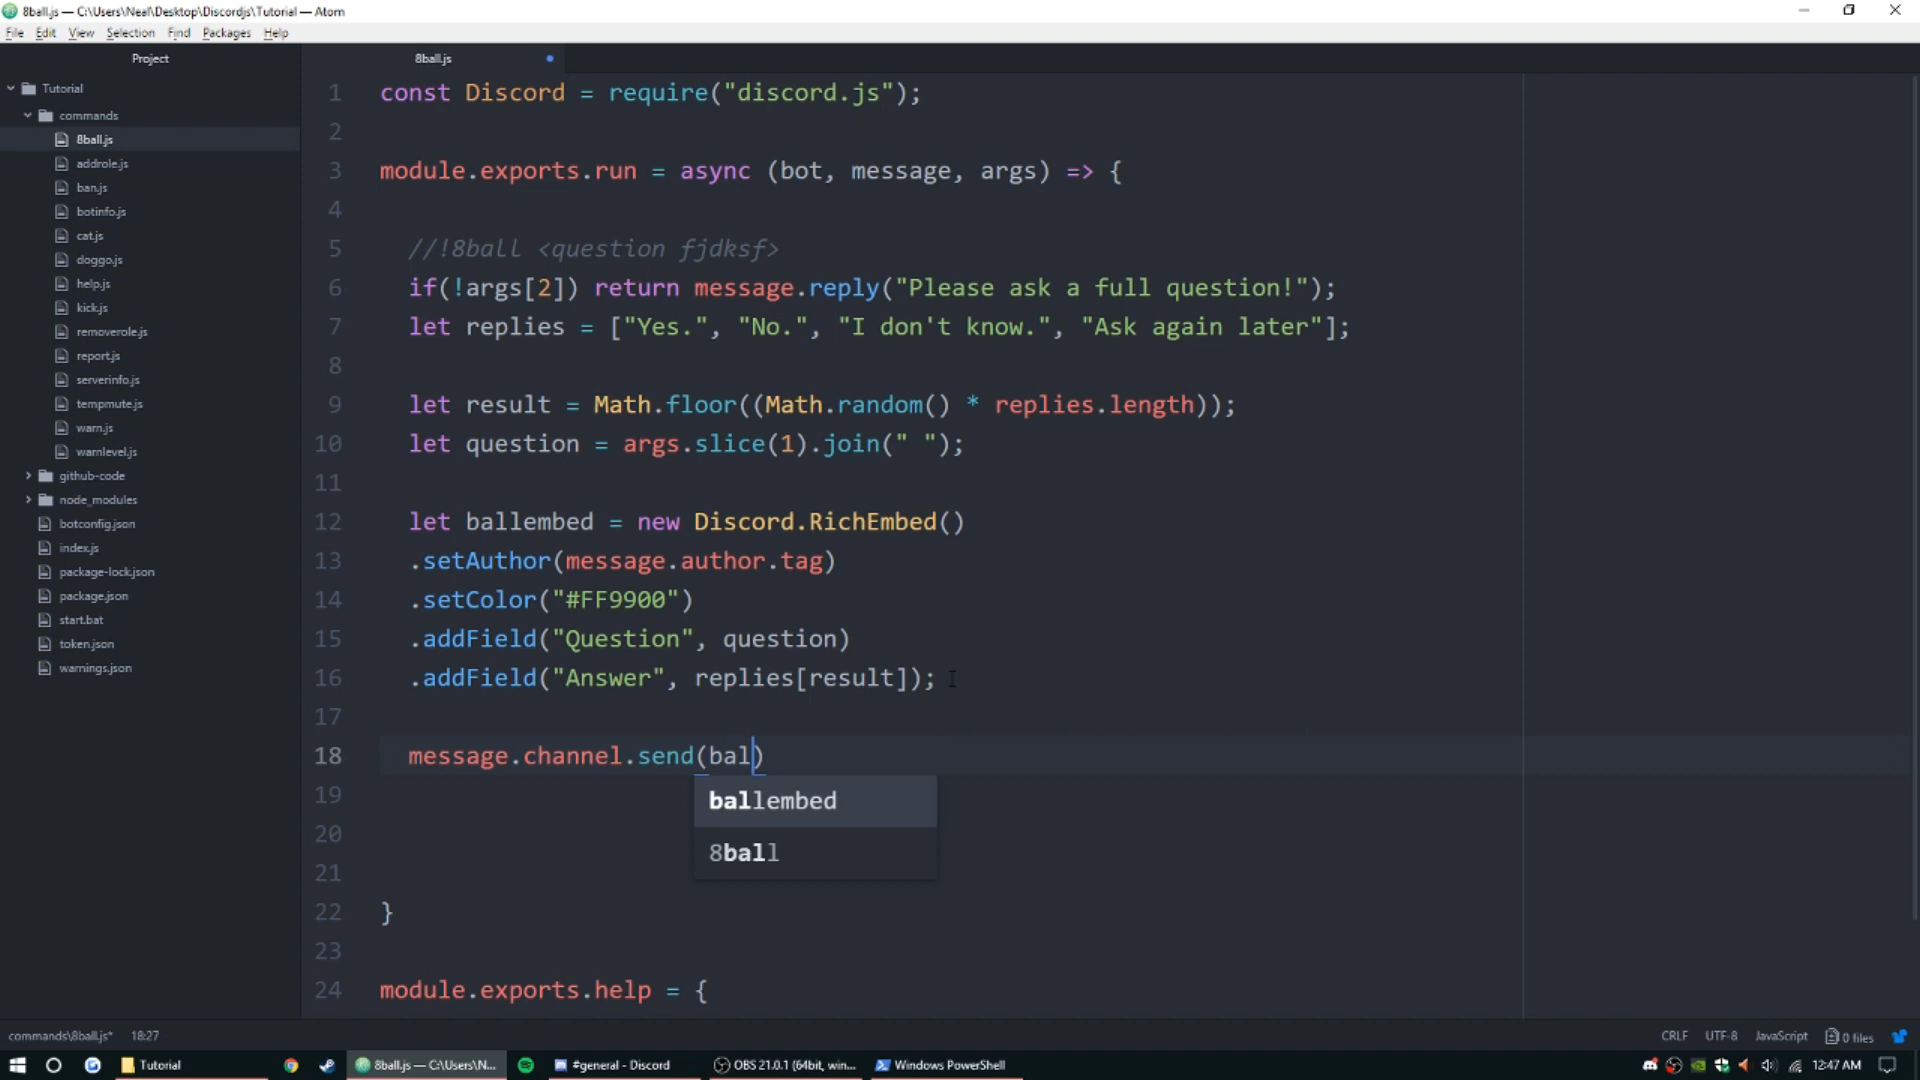 8ball.js — C:\Users\Neal\Desktop\Discordjs\Tutorial — Atom
File Edit View Selection Find Packages Help
Project
Tutorial
commands
8ball.js
addrole.js
ban.js
botinfo.js
cat.js
doggo.js
help.js
kick.js
removerole.js
report.js
serverinfo.js
tempmute.js
warn.js
warnlevel.js
github-code
node_modules
botconfig.json
index.js
package-lock.json
package.json
start.bat
token.json
warnings.json
8ball.js
1 const Discord = require("discord.js");
2
3 module.exports.run = async (bot, message, args) => {
4
5 //!8ball <question fjdksf>
6 if(!args[2]) return message.reply("Please ask a full question!");
7 let replies = ["Yes.", "No.", "I don't know.", "Ask again later"];
8
9 let result = Math.floor((Math.random() * replies.length));
10 let question = args.slice(1).join(" ");
11
12 let ballembed = new Discord.RichEmbed()
13 .setAuthor(message.author.tag)
14 .setColor("#FF9900")
15 .addField("Question", question)
16 .addField("Answer", replies[result]);
17
18 message.channel.send(bal)
19 ballembed
20
21 8ball
22 }
23
24 module.exports.help = {
commands\8ball.js* 18:27 CRLF UTF-8 JavaScript 0 files
Tutorial 8ball.js — C:\Users\N... #general - Discord OBS 21.0.1 (64bit, win... Windows PowerShell 12:47 AM